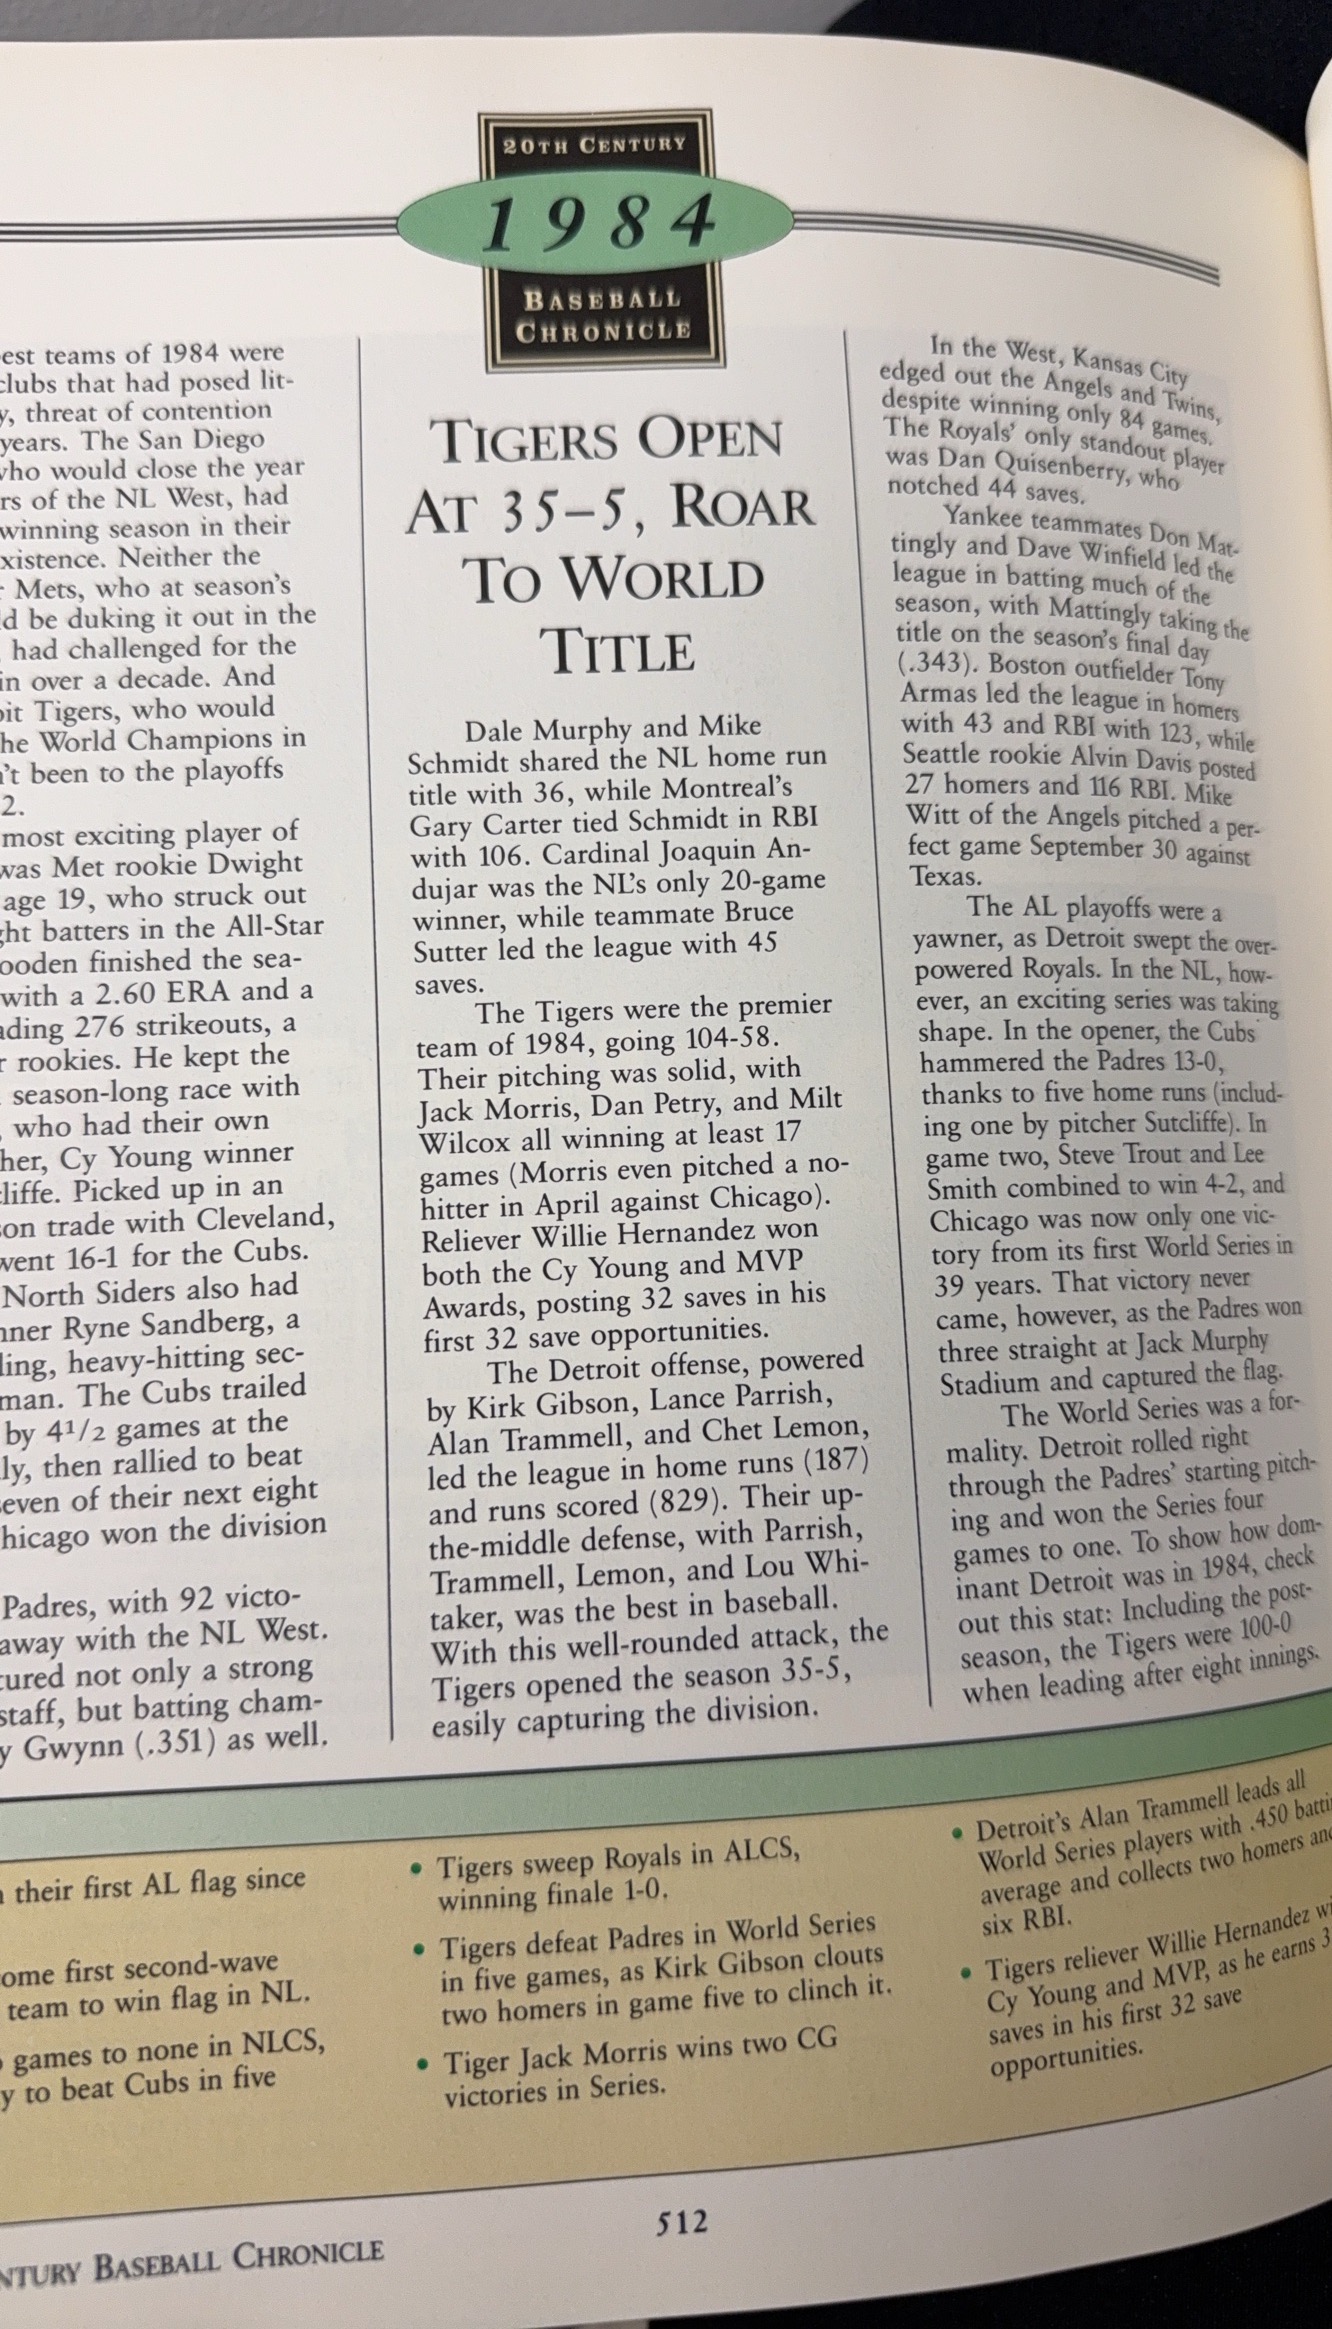 20TH CENTURY
1984
BASEBALL
CHRONICLE
teams of 1984 were
clubs that had posed lit-
threat of contention
years. The San Diego
who would close the year
of the NL West, had
winning season in their
existence. Neither the
Mets, who at season's
be duking it out in the
had challenged for the
in over a decade. And
Tigers, who would
the World Champions in
been to the playoffs
2.
most exciting player of
was Met rookie Dwight
age 19, who struck out
batters in the All-Star
Gooden finished the sea-
with a 2.60 ERA and a
276 strikeouts, a
rookies. He kept the
season-long race with
who had their own
Cy Young winner
Picked up in an
trade with Cleveland,
went 16-1 for the Cubs.
North Siders also had
Ryne Sandberg, a
heavy-hitting sec-
man. The Cubs trailed
by 4 1/2 games at the
then rallied to beat
seven of their next eight
Chicago won the division
Padres, with 92 victo-
away with the NL West.
not only a strong
staff, but batting cham-
Gwynn (.351) as well.
TIGERS OPEN
AT 35–5, ROAR
TO WORLD
TITLE
Dale Murphy and Mike
Schmidt shared the NL home run
title with 36, while Montreal's
Gary Carter tied Schmidt in RBI
with 106. Cardinal Joaquin An-
dujar was the NL's only 20-game
winner, while teammate Bruce
Sutter led the league with 45
saves.
The Tigers were the premier
team of 1984, going 104-58.
Their pitching was solid, with
Jack Morris, Dan Petry, and Milt
Wilcox all winning at least 17
games (Morris even pitched a no-
hitter in April against Chicago).
Reliever Willie Hernandez won
both the Cy Young and MVP
Awards, posting 32 saves in his
first 32 save opportunities.
The Detroit offense, powered
by Kirk Gibson, Lance Parrish,
Alan Trammell, and Chet Lemon,
led the league in home runs (187)
and runs scored (829). Their up-
the-middle defense, with Parrish,
Trammell, Lemon, and Lou Whi-
taker, was the best in baseball.
With this well-rounded attack, the
Tigers opened the season 35-5,
easily capturing the division.
In the West, Kansas City
edged out the Angels and Twins,
despite winning only 84 games.
The Royals' only standout player
was Dan Quisenberry, who
notched 44 saves.
Yankee teammates Don Mat-
tingly and Dave Winfield led the
league in batting much of the
season, with Mattingly taking the
title on the season's final day
(.343). Boston outfielder Tony
Armas led the league in homers
with 43 and RBI with 123, while
Seattle rookie Alvin Davis posted
27 homers and 116 RBI. Mike
Witt of the Angels pitched a per-
fect game September 30 against
Texas.
The AL playoffs were a
yawner, as Detroit swept the over-
powered Royals. In the NL, how-
ever, an exciting series was taking
shape. In the opener, the Cubs
hammered the Padres 13-0,
thanks to five home runs (includ-
ing one by pitcher Sutcliffe). In
game two, Steve Trout and Lee
Smith combined to win 4-2, and
Chicago was now only one vic-
tory from its first World Series in
39 years. That victory never
came, however, as the Padres won
three straight at Jack Murphy
Stadium and captured the flag.
The World Series was a for-
mality. Detroit rolled right
through the Padres' starting pitch-
ing and won the Series four
games to one. To show how dom-
inant Detroit was in 1984, check
out this stat: Including the post-
season, the Tigers were 100-0
when leading after eight innings.
their first AL flag since
first second-wave
team to win flag in NL.
games to none in NLCS,
to beat Cubs in five
• Tigers sweep Royals in ALCS,
winning finale 1-0.
• Tigers defeat Padres in World Series
in five games, as Kirk Gibson clouts
two homers in game five to clinch it.
• Tiger Jack Morris wins two CG
victories in Series.
• Detroit's Alan Trammell leads all
World Series players with .450
average and collects two homers and
six RBI.
• Tigers reliever Willie Hernandez
Cy Young and MVP, as he earns
saves in his first 32 save
opportunities.
512
CENTURY BASEBALL CHRONICLE